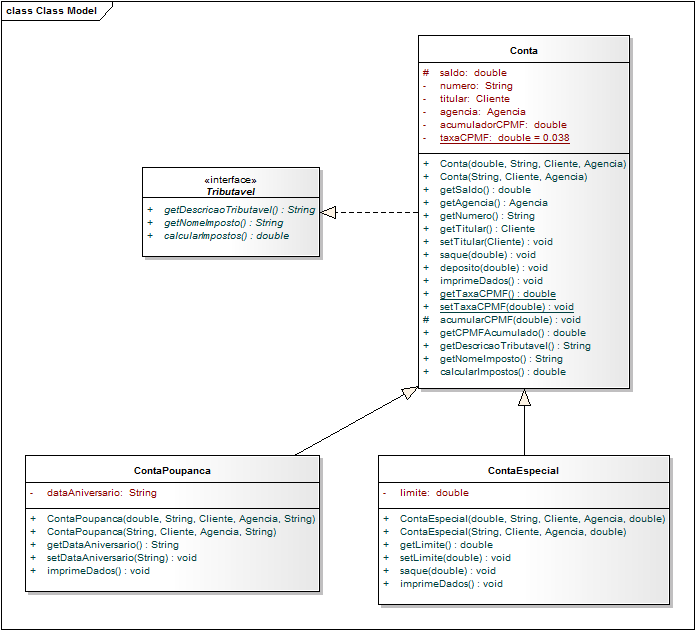 class Class Model
Conta
# saldo: double
- numero: String
- titular: Cliente
- agencia: Agencia
- acumuladorCPMF: double
- taxaCPMF: double = 0.038
+ Conta(double, String, Cliente, Agencia)
+ Conta(String, Cliente, Agencia)
+ getSaldo() : double
+ getAgencia() : Agencia
+ getNumero() : String
+ getTitular() : Cliente
+ setTitular(Cliente) : void
+ saque(double) : void
+ deposito(double) : void
+ imprimeDados() : void
+ getTaxaCPMF() : double
+ setTaxaCPMF(double) : void
# acumularCPMF(double) : void
+ getCPMFAcumulado() : double
+ getDescricaoTributavel() : String
+ getNomeImposto() : String
+ calcularImpostos() : double
«interface»
Tributavel
+ getDescricaoTributavel() : String
+ getNomeImposto() : String
+ calcularImpostos() : double
ContaPoupanca
- dataAniversario: String
+ ContaPoupanca(double, String, Cliente, Agencia, String)
+ ContaPoupanca(String, Cliente, Agencia, String)
+ getDataAniversario() : String
+ setDataAniversario(String) : void
+ imprimeDados() : void
ContaEspecial
- limite: double
+ ContaEspecial(double, String, Cliente, Agencia, double)
+ ContaEspecial(String, Cliente, Agencia, double)
+ getLimite() : double
+ setLimite(double) : void
+ saque(double) : void
+ imprimeDados() : void